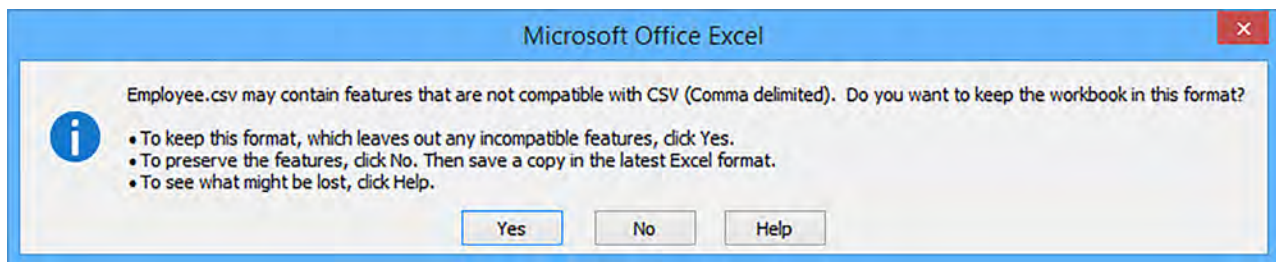 Microsoft Office Excel
Employee.csv may contain features that are not compatible with CSV (Comma delimited). Do you want to keep the workbook in this format?
• To keep this format, which leaves out any incompatible features, click Yes.
• To preserve the features, click No. Then save a copy in the latest Excel format.
• To see what might be lost, click Help.
Yes No Help